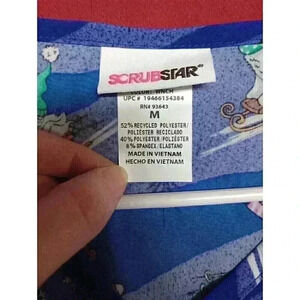 SCRUBSTAR
COLOR: WNCH
UPC # 19466154384
RN# 93643
M
52% RECYCLED POLYESTER/
POLIÉSTER RECICLADO
40% POLYESTER/POLIÉSTER
8% SPANDEX/ELASTANO
MADE IN VIETNAM
HECHO EN VIETNAM